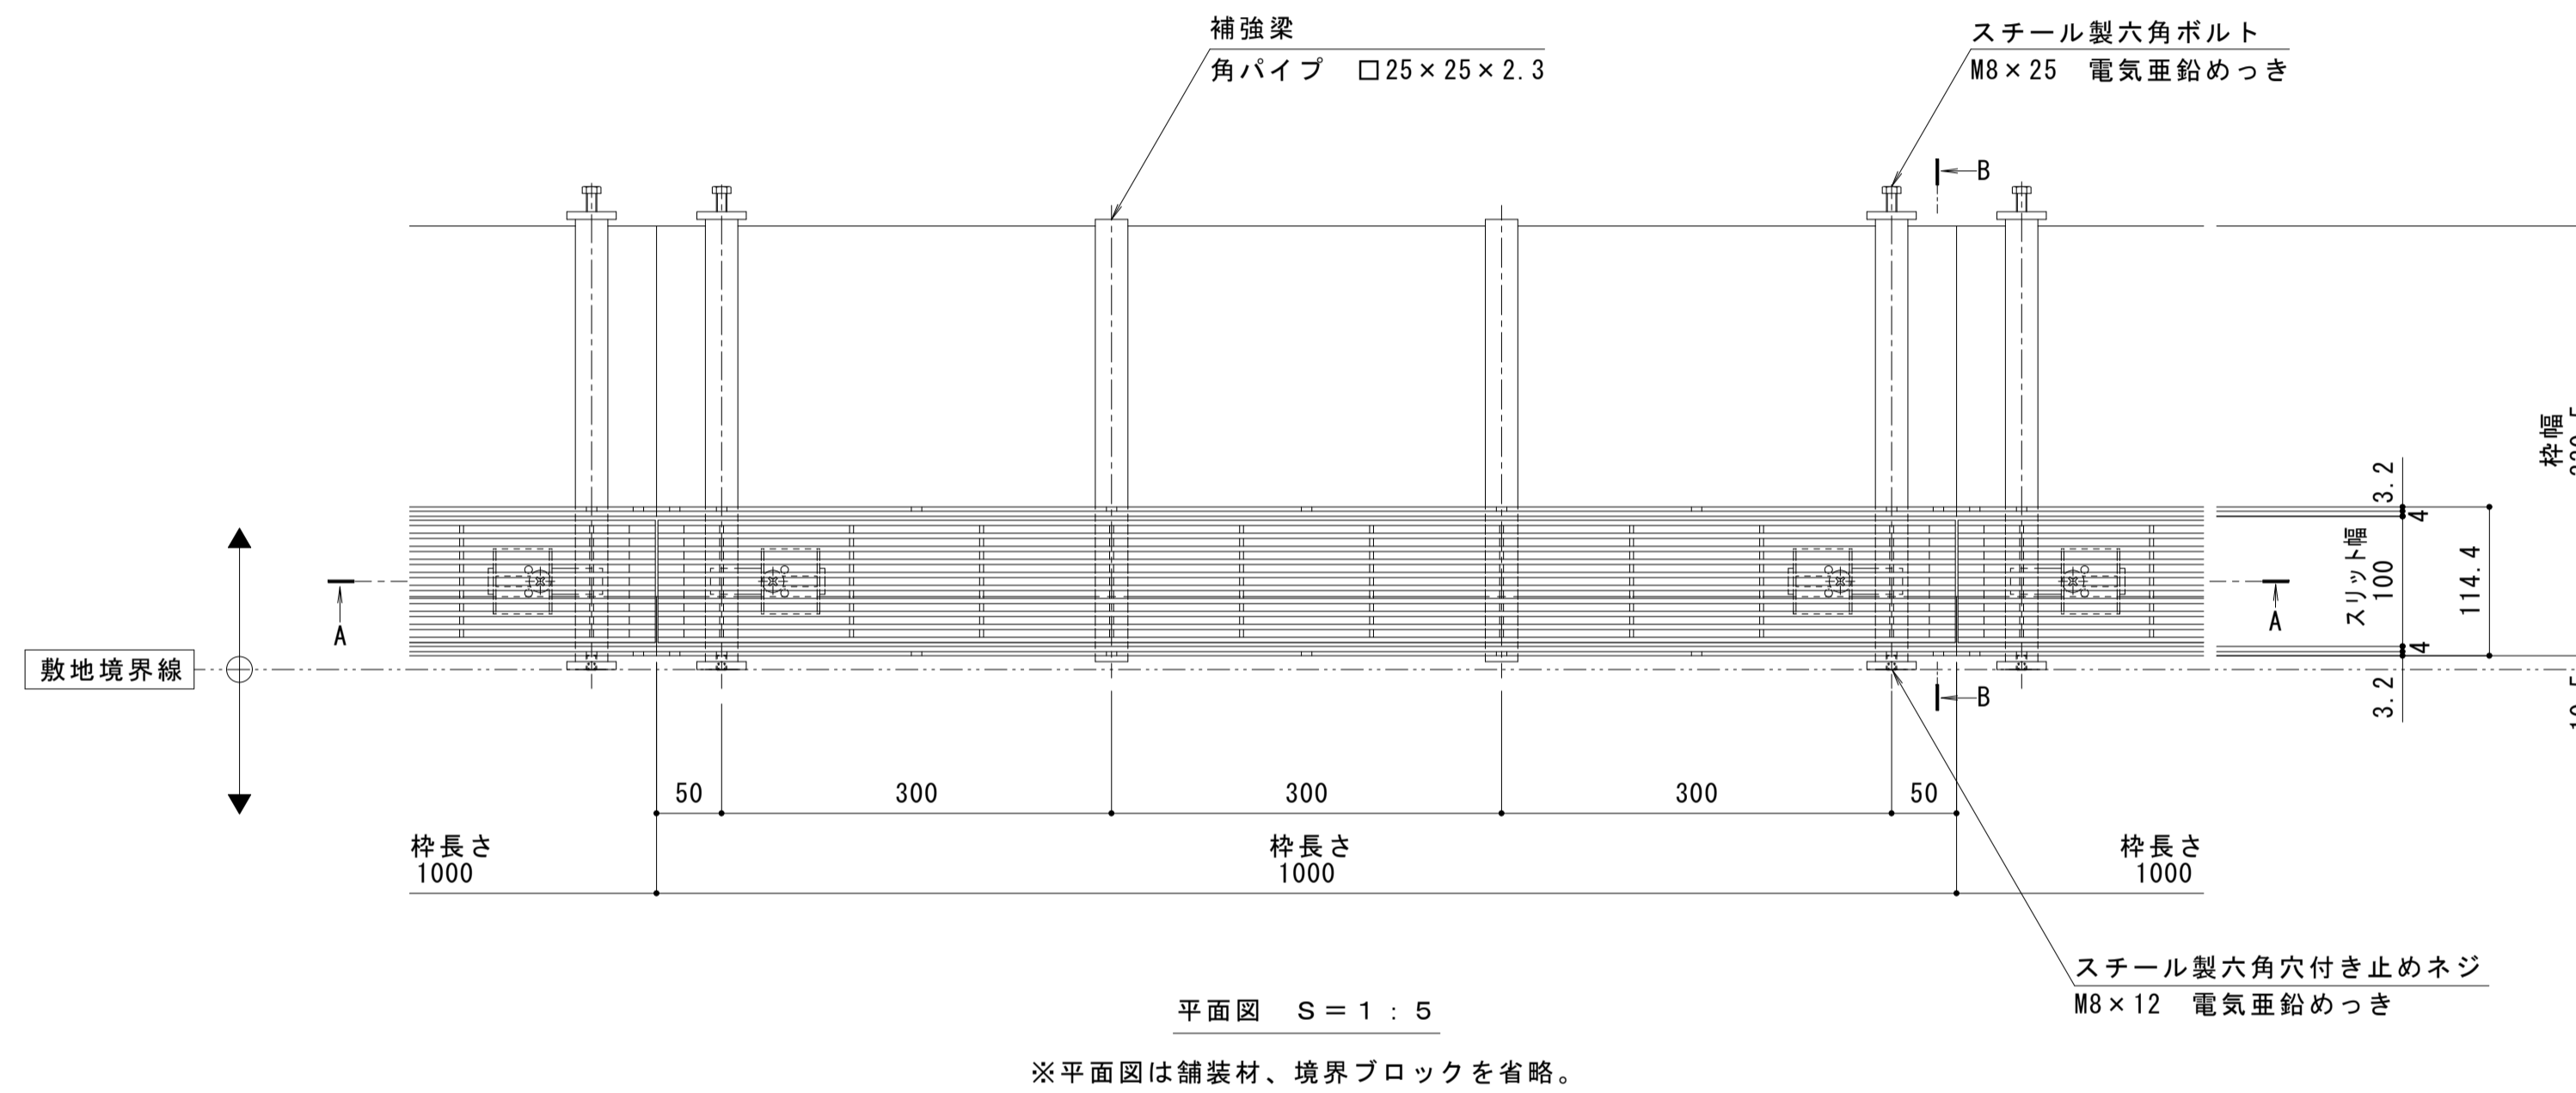 補強梁
角パイプ　□25×25×2.3
スチール製六角ボルト
M8×25　電気亜鉛めっき
B
枠幅
3.2
4
スリット幅
100
114.4
A
A
4
敷地境界線
3.2
B
50
300
300
300
50
枠長さ
1000
枠長さ
1000
枠長さ
1000
スチール製六角穴付き止めネジ
M8×12　電気亜鉛めっき
平面図　S＝1：5
※平面図は舗装材、境界ブロックを省略。